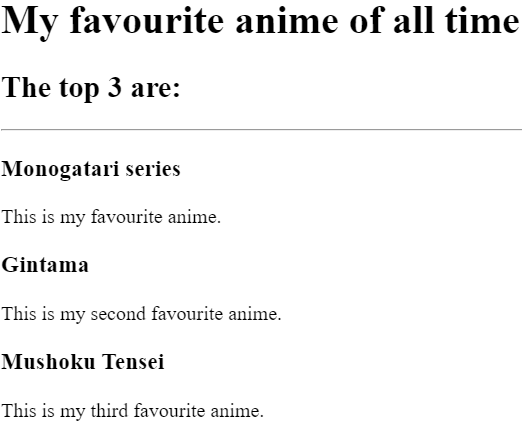 My favourite anime of all time
The top 3 are:
Monogatari series
This is my favourite anime.
Gintama
This is my second favourite anime.
Mushoku Tensei
This is my third favourite anime.